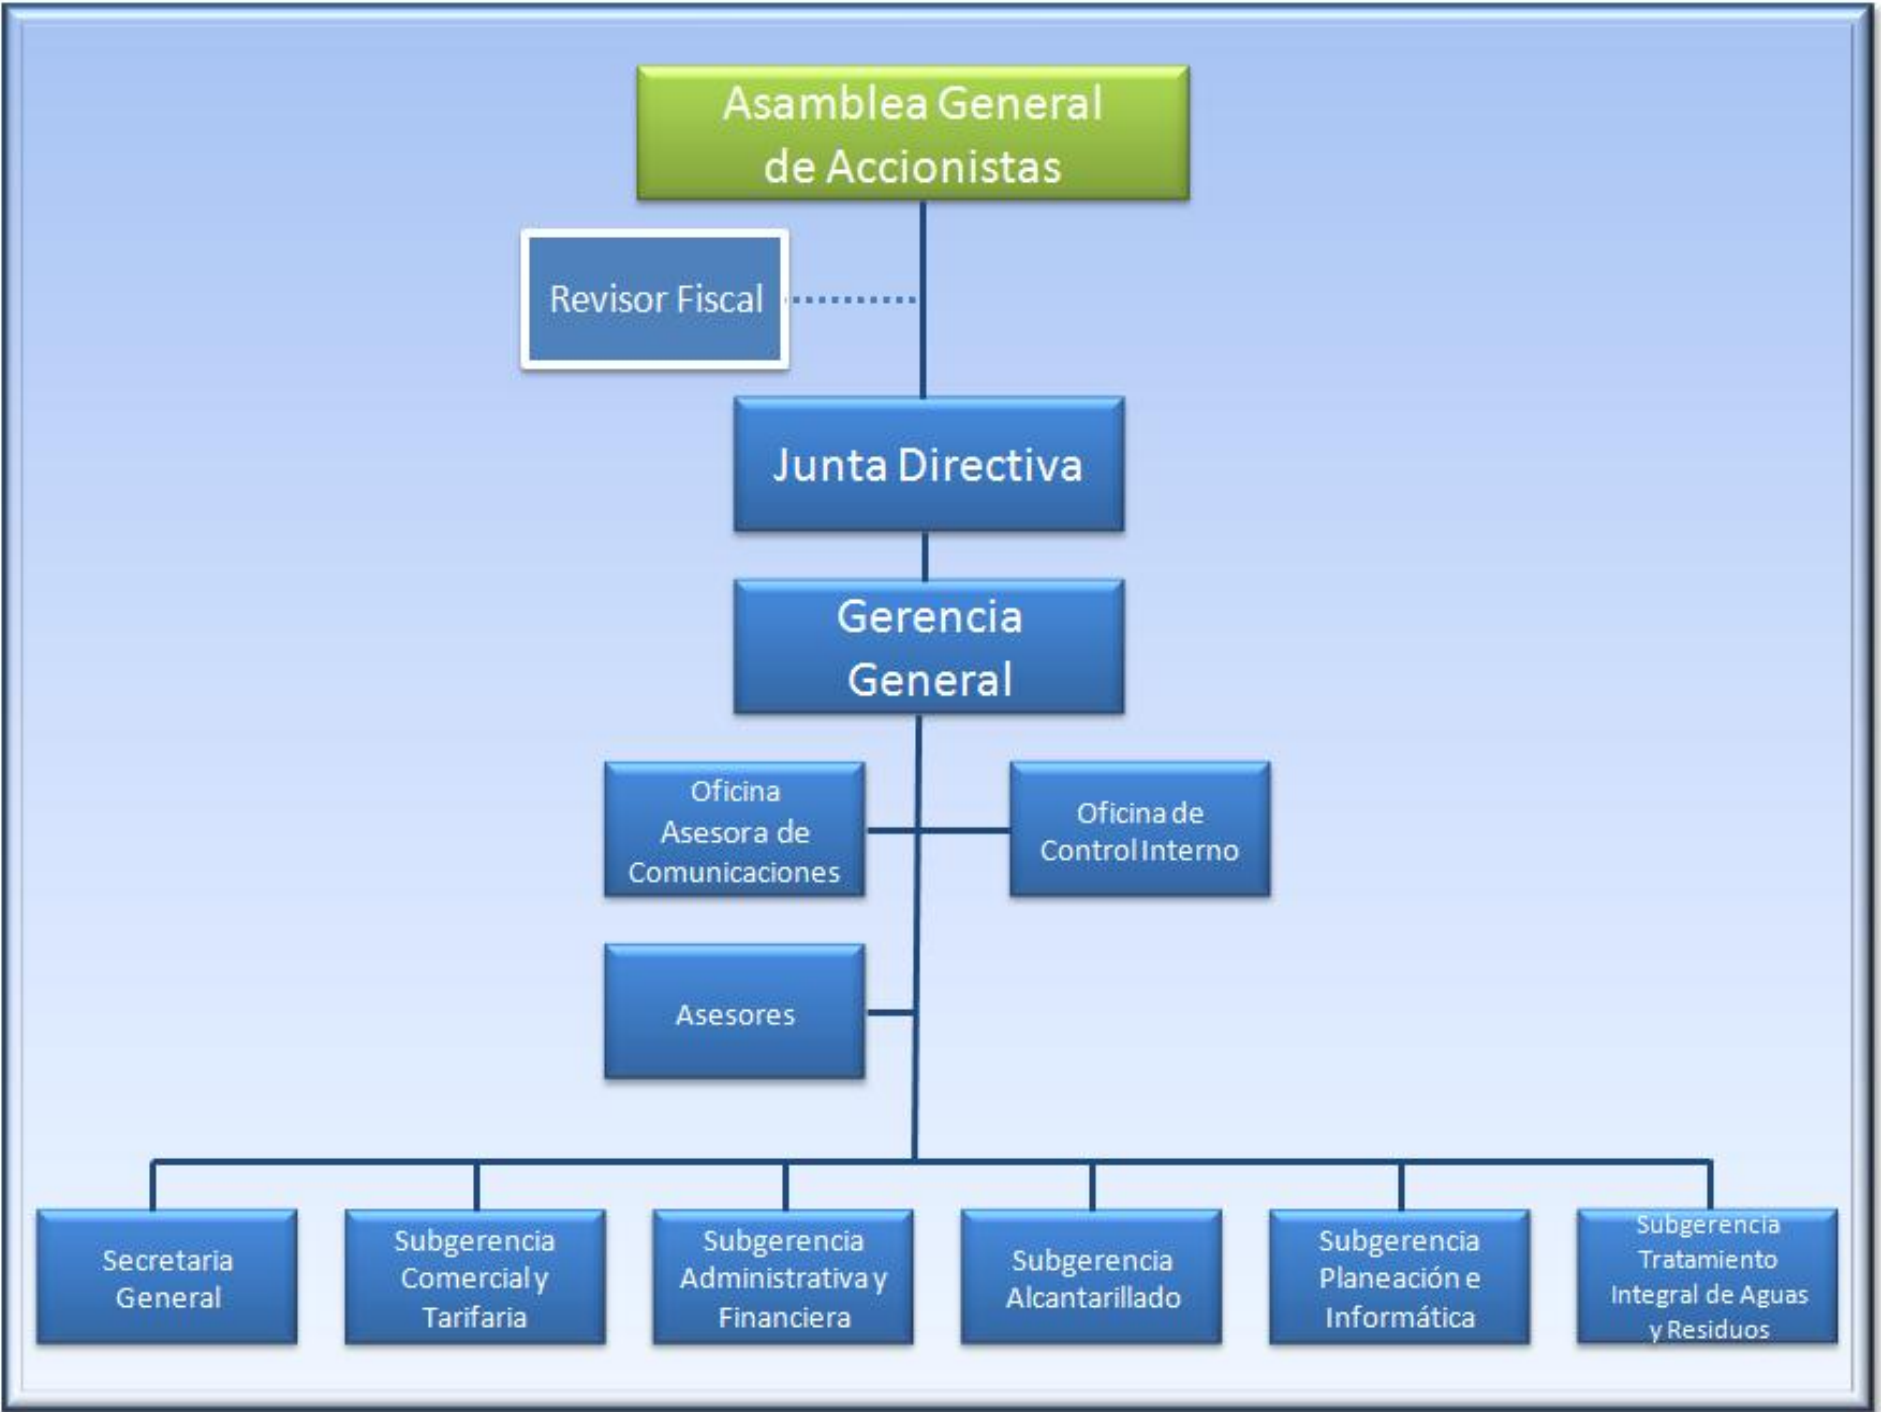 Asamblea General
de Accionistas
Revisor Fiscal
Junta Directiva
Gerencia
General
Oficina
Asesora de
Comunicaciones
Oficina de
Control Interno
Asesores
Secretaria
General
Subgerencia
Comercial y
Tarifaria
Subgerencia
Administrativa y
Financiera
Subgerencia
Alcantarillado
Subgerencia
Planeación e
Informática
Subgerencia
Tratamiento
Integral de Aguas
y Residuos